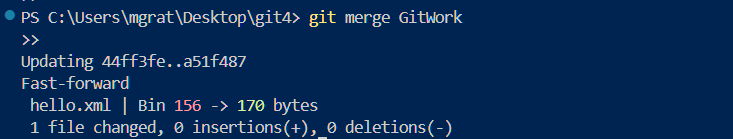 PS C:\Users\mgrat\Desktop\git4> git merge GitWork
>>
Updating 44ff3fe..a51f487
Fast-forward
 hello.xml | Bin 156 -> 170 bytes
 1 file changed, 0 insertions(+), 0 deletions(-)